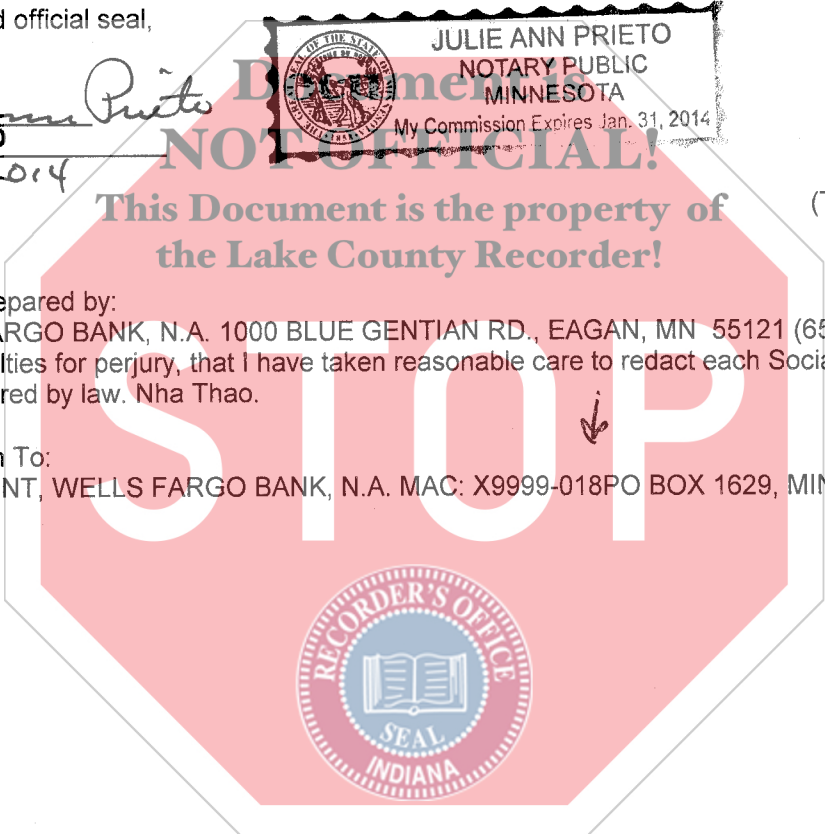 d official seal,
JULIE ANN PRIETO
NOTARY PUBLIC
MINNESOTA
My Commission Expires Jan. 31, 2014
Prieto
2014
Document is
NOT OFFICIAL!
This Document is the property of
the Lake County Recorder!
(T
epared by:
ARGO BANK, N.A. 1000 BLUE GENTIAN RD., EAGAN, MN 55121 (65
lties for perjury, that I have taken reasonable care to redact each Socia
red by law. Nha Thao.
n To:
NT, WELLS FARGO BANK, N.A. MAC: X9999-018PO BOX 1629, MIN
STOP
RECORDER'S OFFICE
SEAL
INDIANA